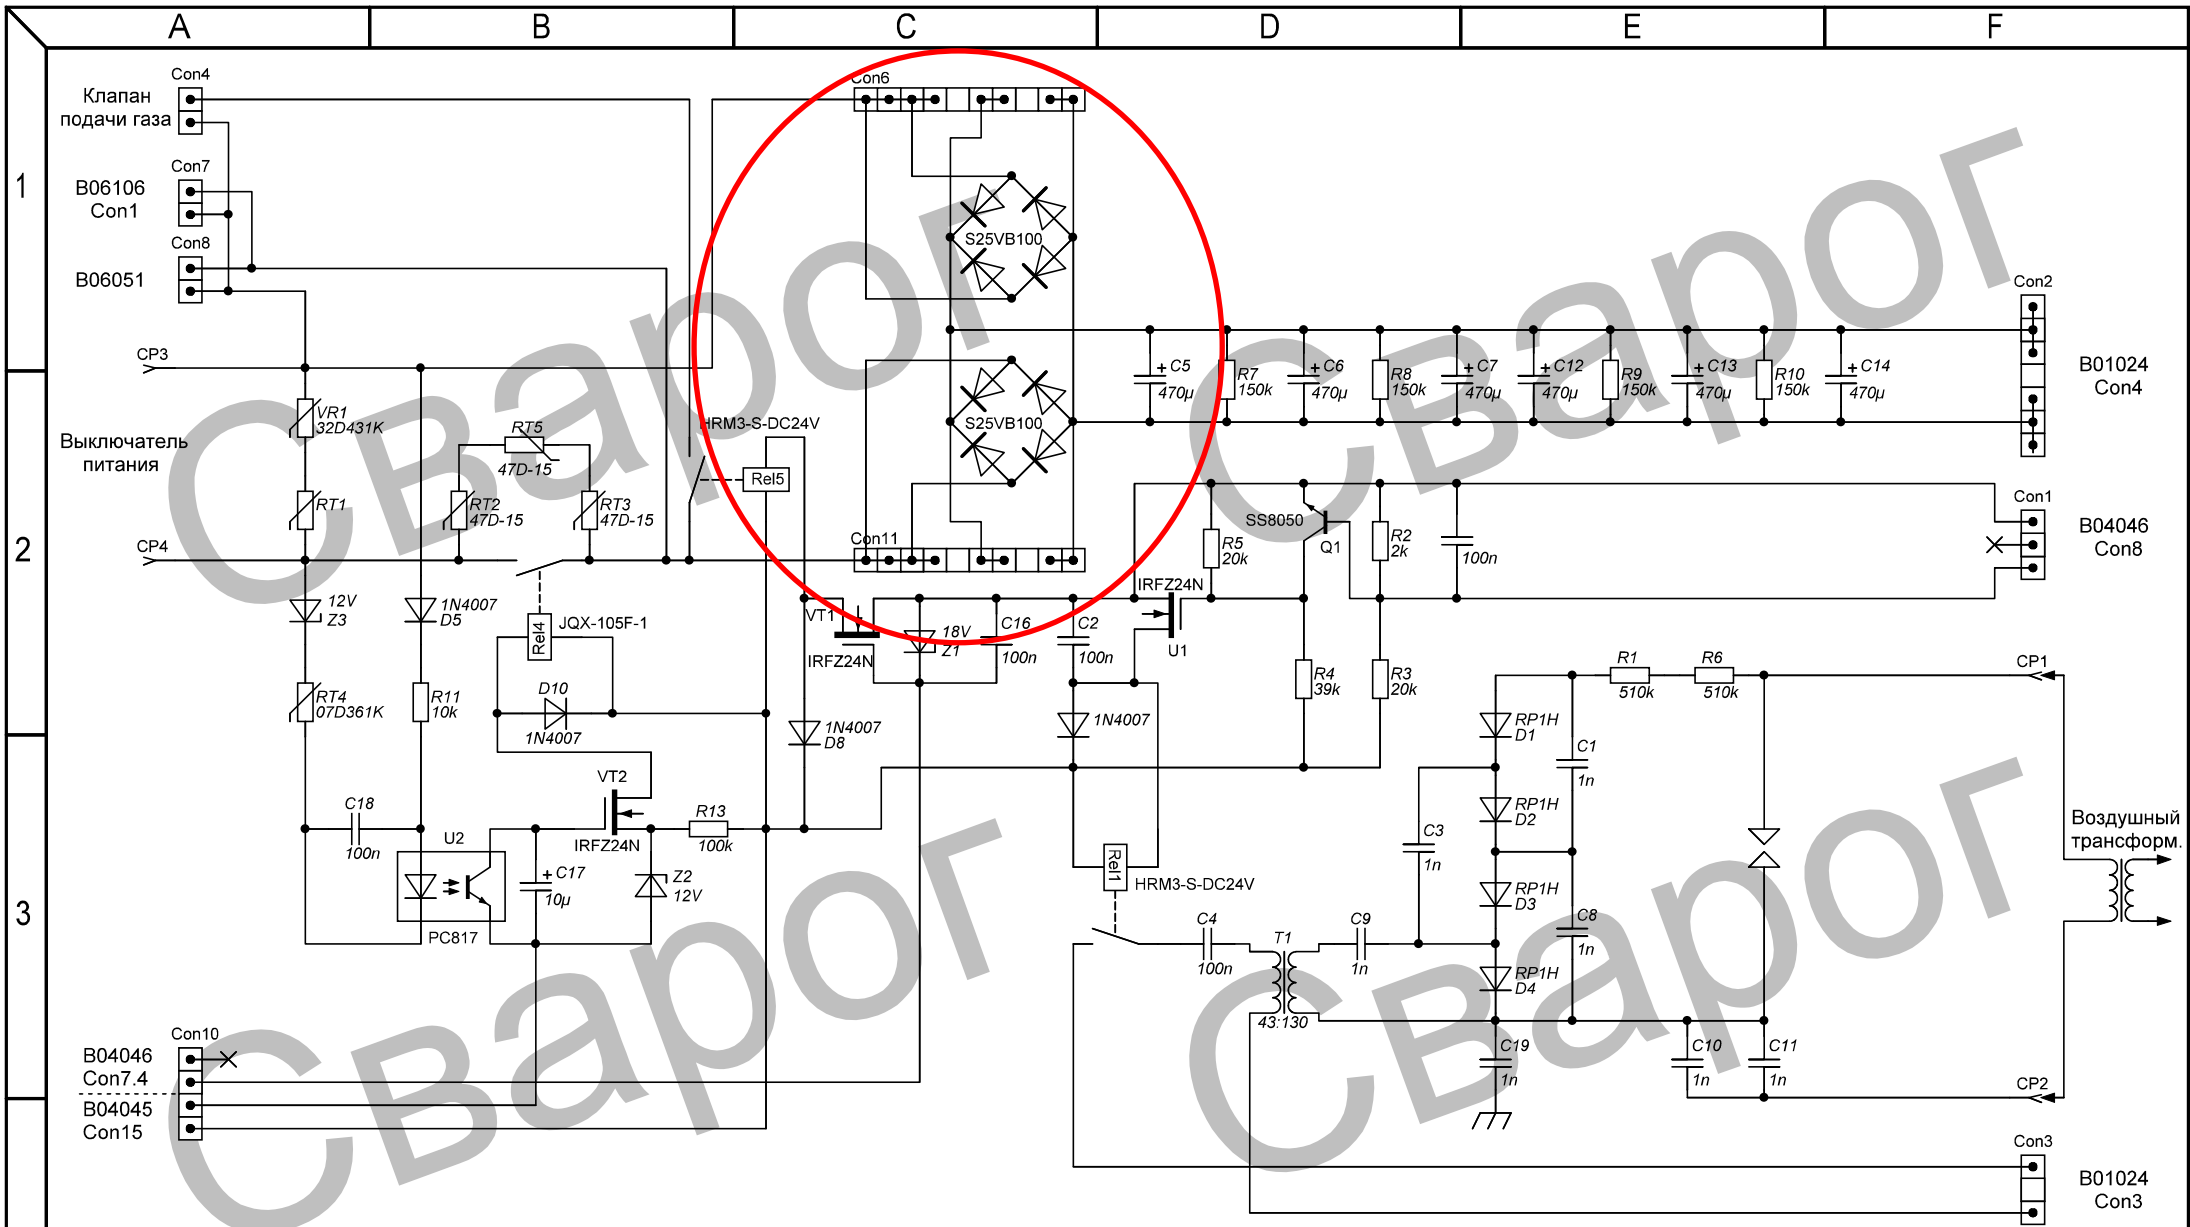 A B C D E F
1
2
3
Con4
Клапан
подачи газа
Con7
B06106
Con1
Con8
B06051
CP3
Выключатель
питания
CP4
VR1
32D431K
RT1
RT5
47D-15
RT2
47D-15
RT3
47D-15
12V
Z3
1N4007
D5
JQX-105F-1
Rel4
RT4
07D361K
R11
10k
D10
1N4007
VT2
IRFZ24N
R13
100k
C18
100n
U2
PC817
C17
10µ
Z2
12V
Con10
B04046
Con7.4
B04045
Con15
Con6
S25VB100
S25VB100
HRM3-S-DC24V
Rel5
Con11
VT1
IRFZ24N
18V
Z1
C16
100n
C2
100n
1N4007
D8
1N4007
C5
470µ
R7
150k
C6
470µ
R8
150k
C7
470µ
C12
470µ
R9
150k
C13
470µ
R10
150k
C14
470µ
Con2
B01024
Con4
SS8050
Q1
R5
20k
R2
2k
100n
Con1
B04046
Con8
IRFZ24N
U1
R4
39k
R3
20k
R1
510k
R6
510k
CP1
RP1H
D1
C1
1n
RP1H
D2
C3
1n
RP1H
D3
C8
1n
RP1H
D4
Воздушный
трансформ.
Rel1
HRM3-S-DC24V
C4
100n
T1
43:130
C9
1n
C19
1n
C10
1n
C11
1n
CP2
Con3
B01024
Con3
Сварог
Сварог
Сварог
Сварог